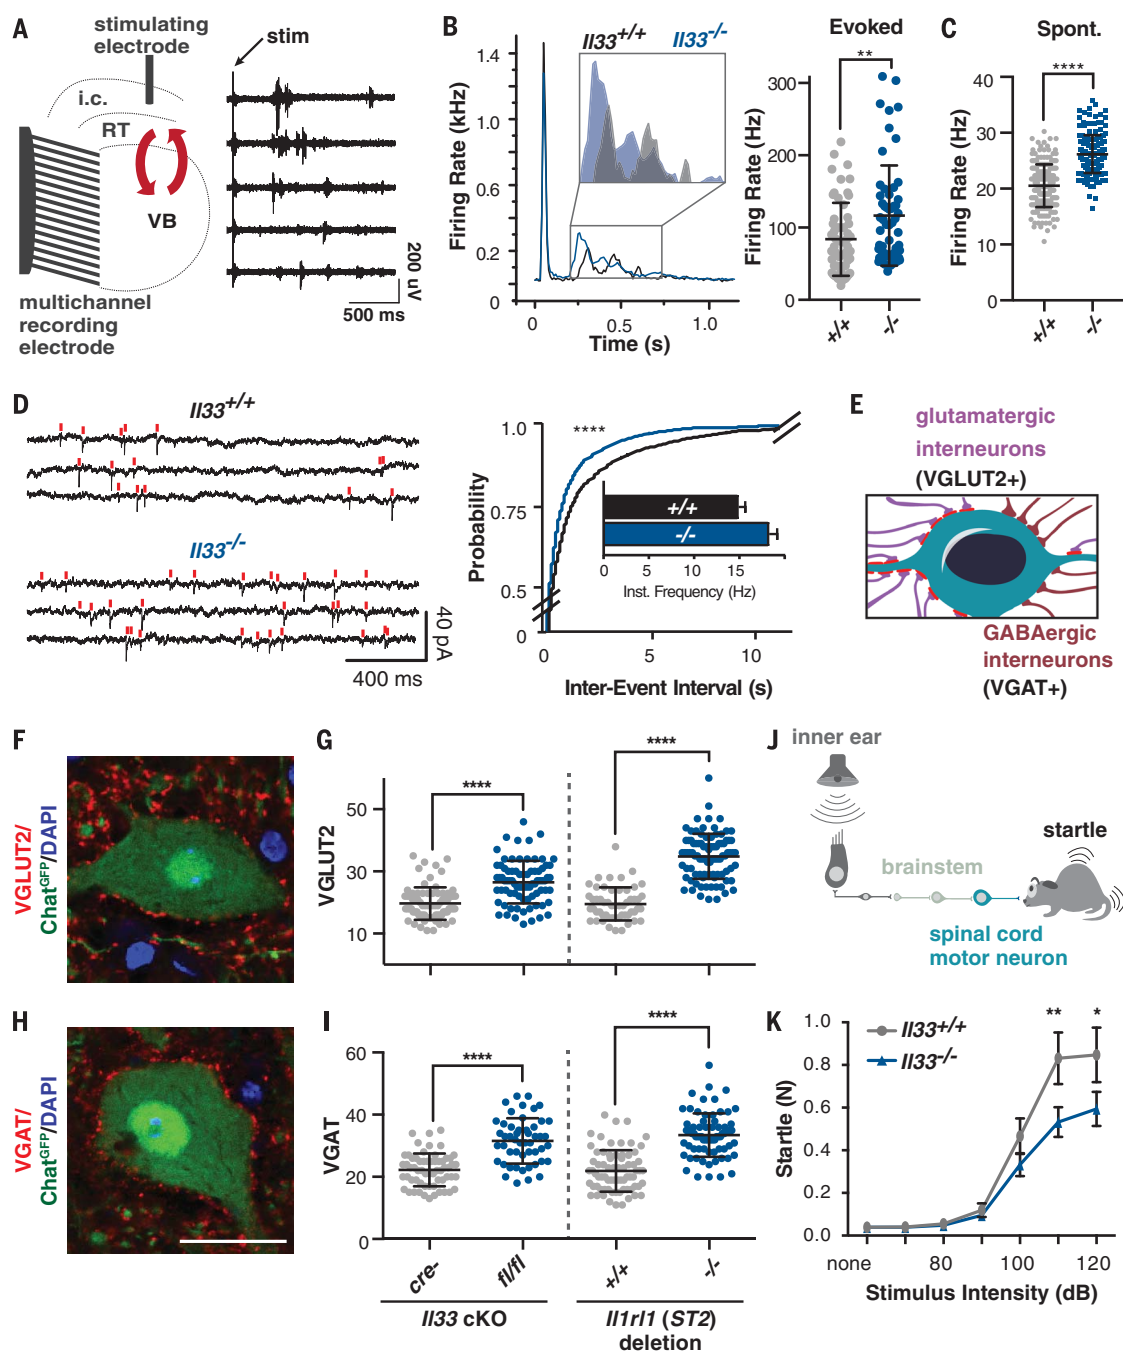 A
stimulating
electrode
stim
i.c.
RT
VB
multichannel
recording
electrode
200 uV
500 ms
B
Il33+/+
Il33-/-
Firing Rate (kHz)
1.4
1.0
0.6
0.2
0
0
0.5
1.0
Time (s)
Evoked
**
Firing Rate (Hz)
300
200
100
0
+/+
-/-
C
Spont.
****
Firing Rate (Hz)
40
30
20
10
0
+/+
-/-
D
Il33+/+
Il33-/-
40 pA
400 ms
Probability
1.0
0.75
0.5
0
****
+/+
-/-
0
5
10
15
Inst. Frequency (Hz)
0
5
10
Inter-Event Interval (s)
E
glutamatergic
interneurons
(VGLUT2+)
GABAergic
interneurons
(VGAT+)
F
VGLUT2/
ChatGFP/DAPI
G
VGLUT2
50
30
10
****
****
H
VGAT/
ChatGFP/DAPI
I
VGAT
60
40
20
0
****
****
cre-
fl/fl
+/+
-/-
Il33 cKO
Il1rl1 (ST2)
deletion
J
inner ear
startle
brainstem
spinal cord
motor neuron
K
Il33+/+
Il33-/-
**
*
Startle (N)
1.0
0.8
0.6
0.4
0.2
0.0
none
80
100
120
Stimulus Intensity (dB)